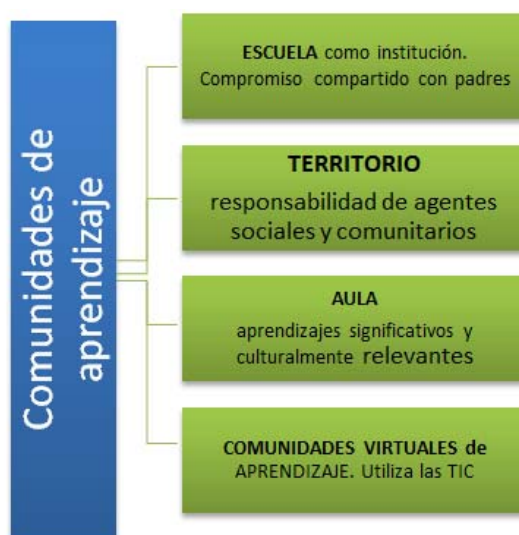 Comunidades de
aprendizaje
ESCUELA como institución.
Compromiso compartido con padres
TERRITORIO
responsabilidad de agentes
sociales y comunitarios
AULA
aprendizajes significativos y
culturalmente relevantes
COMUNIDADES VIRTUALES de
APRENDIZAJE. Utiliza las TIC